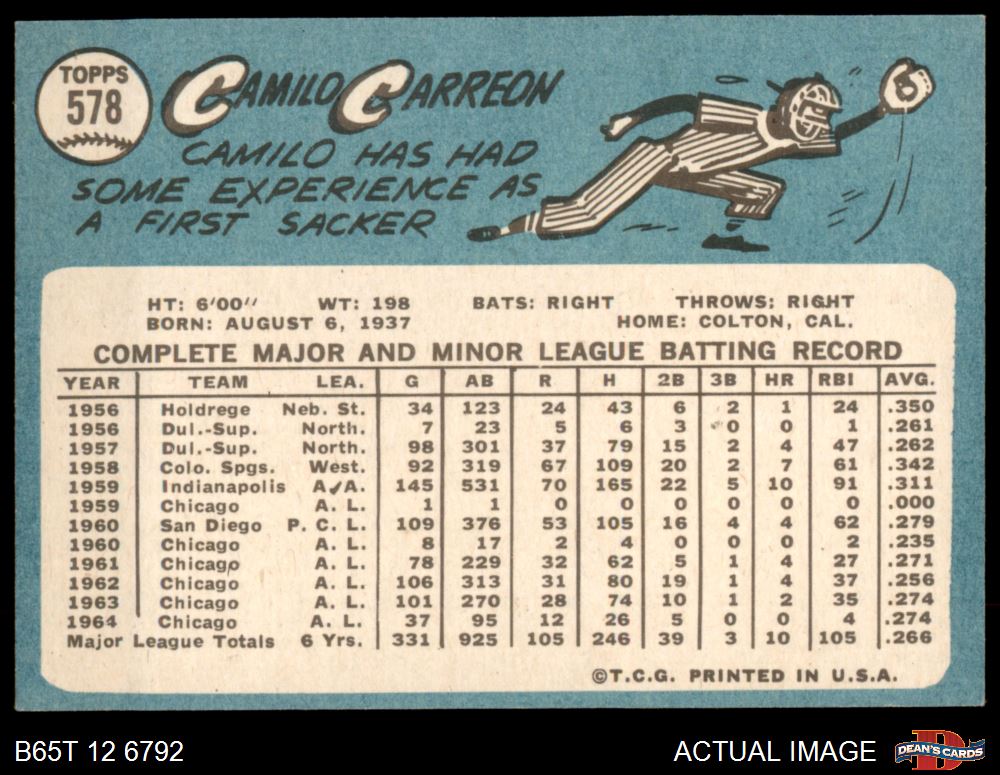 TOPPS
578
CAMILO CARREON
CAMILO HAS HAD
SOME EXPERIENCE AS
A FIRST SACKER
HT: 6'00" WT: 198 BATS: RIGHT THROWS: RIGHT
BORN: AUGUST 6, 1937 HOME: COLTON, CAL.
COMPLETE MAJOR AND MINOR LEAGUE BATTING RECORD
YEAR TEAM LEA. G AB R H 2B 3B HR RBI AVG.
1956 Holdrege Neb. St. 34 123 24 43 6 2 1 24 .350
1956 Dul.-Sup. North. 7 23 5 6 3 0 0 1 .261
1957 Dul.-Sup. North. 98 301 37 79 15 2 4 47 .262
1958 Colo. Spgs. West. 92 319 67 109 20 2 7 61 .342
1959 Indianapolis A.A. 145 531 70 165 22 5 10 91 .311
1959 Chicago A. L. 1 1 0 0 0 0 0 0 .000
1960 San Diego P. C. L. 109 376 53 105 16 4 4 62 .279
1960 Chicago A. L. 8 17 2 4 0 0 0 2 .235
1961 Chicago A. L. 78 229 32 62 5 1 4 27 .271
1962 Chicago A. L. 106 313 31 80 19 1 4 37 .256
1963 Chicago A. L. 101 270 28 74 10 1 2 35 .274
1964 Chicago A. L. 37 95 12 26 5 0 0 4 .274
Major League Totals 6 Yrs. 331 925 105 246 39 3 10 105 .266
©T.C.G. PRINTED IN U.S.A.
B65T 12 6792 ACTUAL IMAGE DEAN'S CARDS